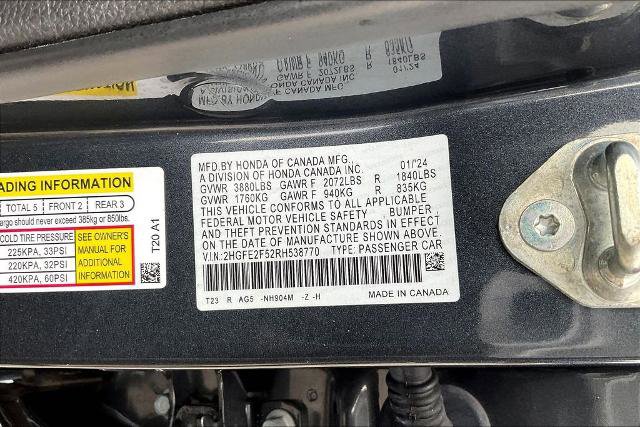 MFD.BY HONDA OF CANADA MFG.
A DIVISION OF HONDA CANADA INC. 01/'24
GVWR 3880LBS GAWR F 2072LBS R 1840LBS
GVWR 1760KG GAWR F 940KG R 835KG
THIS VEHICLE CONFORMS TO ALL APPLICABLE
FEDERAL MOTOR VEHICLE SAFETY, BUMPER,
AND THEFT PREVENTION STANDARDS IN EFFECT
ON THE DATE OF MANUFACTURE SHOWN ABOVE.
V.I.N:2HGFE2F52RH538770 TYPE: PASSENGER CAR
T23 R AG5 -NH904M -Z -H
MADE IN CANADA
ADING INFORMATION
TOTAL 5 FRONT 2 REAR 3
argo should never exceed 385kg or 850lbs.
COLD TIRE PRESSURE
225KPA, 33PSI
220KPA, 32PSI
420KPA, 60PSI
SEE OWNER'S
MANUAL FOR
ADDITIONAL
INFORMATION
T20 A1